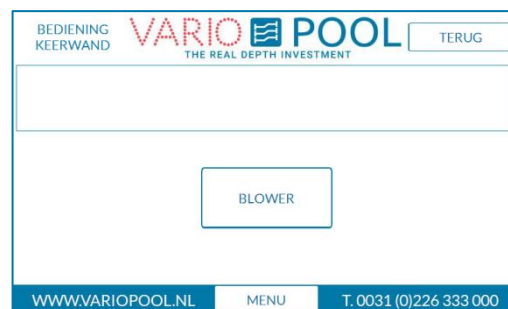 BEDIENING
KEERWAND
VARIO POOL
THE REAL DEPTH INVESTMENT
TERUG
BLOWER
WWW.VARIOPOOL.NL
MENU
T. 0031 (0)226 333 000